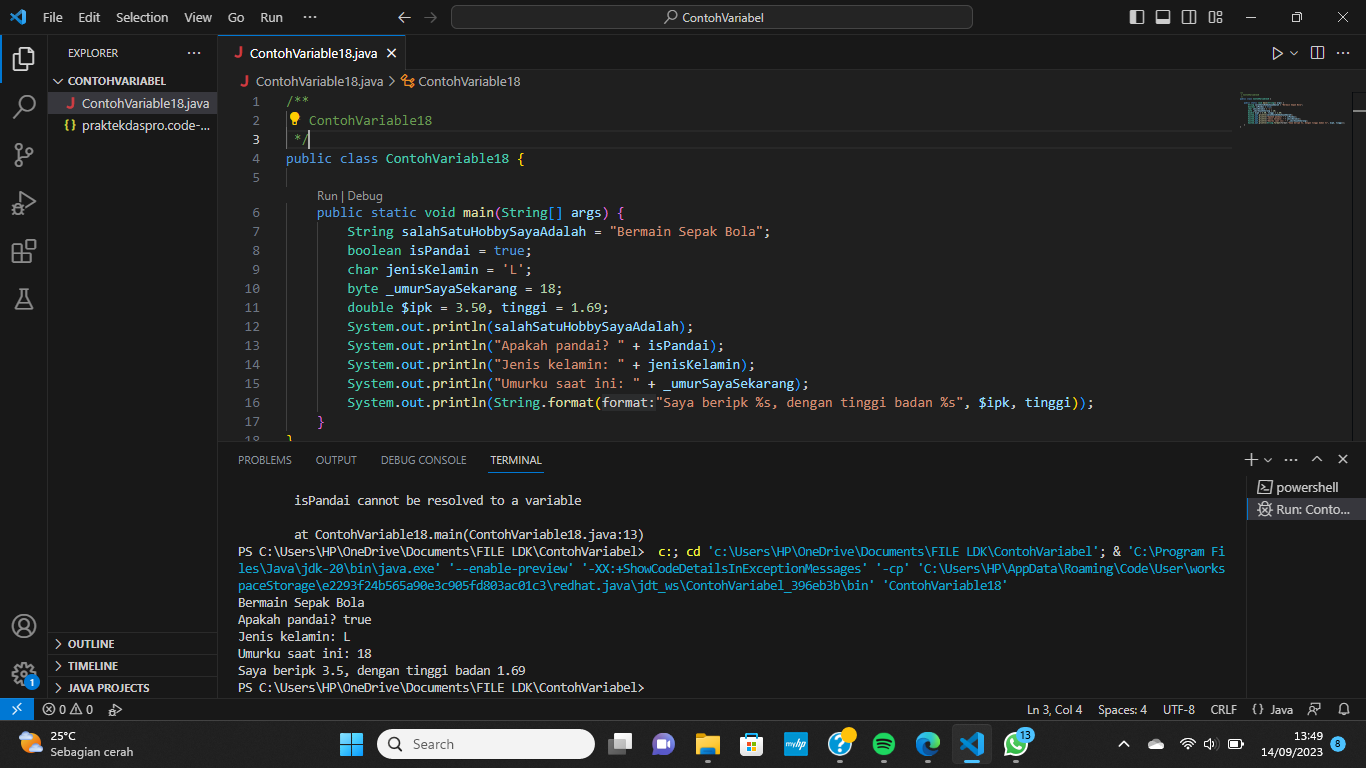 File Edit Selection View Go Run ··· ContohVariabel
EXPLORER ···
CONTOHVARIABEL
J ContohVariable18.java
{} praktekdaspro.code-...
OUTLINE
TIMELINE
JAVA PROJECTS
J ContohVariable18.java
J ContohVariable18.java > ContohVariable18
1 /**
2 ContohVariable18
3 */
4 public class ContohVariable18 {
5
Run | Debug
6 public static void main(String[] args) {
7 String salahSatuHobbySayaAdalah = "Bermain Sepak Bola";
8 boolean isPandai = true;
9 char jenisKelamin = 'L';
10 byte _umurSayaSekarang = 18;
11 double $ipk = 3.50, tinggi = 1.69;
12 System.out.println(salahSatuHobbySayaAdalah);
13 System.out.println("Apakah pandai? " + isPandai);
14 System.out.println("Jenis kelamin: " + jenisKelamin);
15 System.out.println("Umurku saat ini: " + _umurSayaSekarang);
16 System.out.println(String.format(format:"Saya beripk %s, dengan tinggi badan %s", $ipk, tinggi));
17 }
18 }
PROBLEMS OUTPUT DEBUG CONSOLE TERMINAL
isPandai cannot be resolved to a variable
at ContohVariable18.main(ContohVariable18.java:13)
PS C:\Users\HP\OneDrive\Documents\FILE LDK\ContohVariabel> c:; cd 'c:\Users\HP\OneDrive\Documents\FILE LDK\ContohVariabel'; & 'C:\Program Fi
les\Java\jdk-20\bin\java.exe' '--enable-preview' '-XX:+ShowCodeDetailsInExceptionMessages' '-cp' 'C:\Users\HP\AppData\Roaming\Code\User\works
paceStorage\e2293f24b565a90e3c905fd803ac01c3\redhat.java\jdt_ws\ContohVariabel_396eb3b\bin' 'ContohVariable18'
Bermain Sepak Bola
Apakah pandai? true
Jenis kelamin: L
Umurku saat ini: 18
Saya beripk 3.5, dengan tinggi badan 1.69
PS C:\Users\HP\OneDrive\Documents\FILE LDK\ContohVariabel>
powershell
Run: Conto...
1
0 0 Ln 3, Col 4 Spaces: 4 UTF-8 CRLF {} Java
25°C
Sebagian cerah
Search
myhp
13
13:49
14/09/2023
8